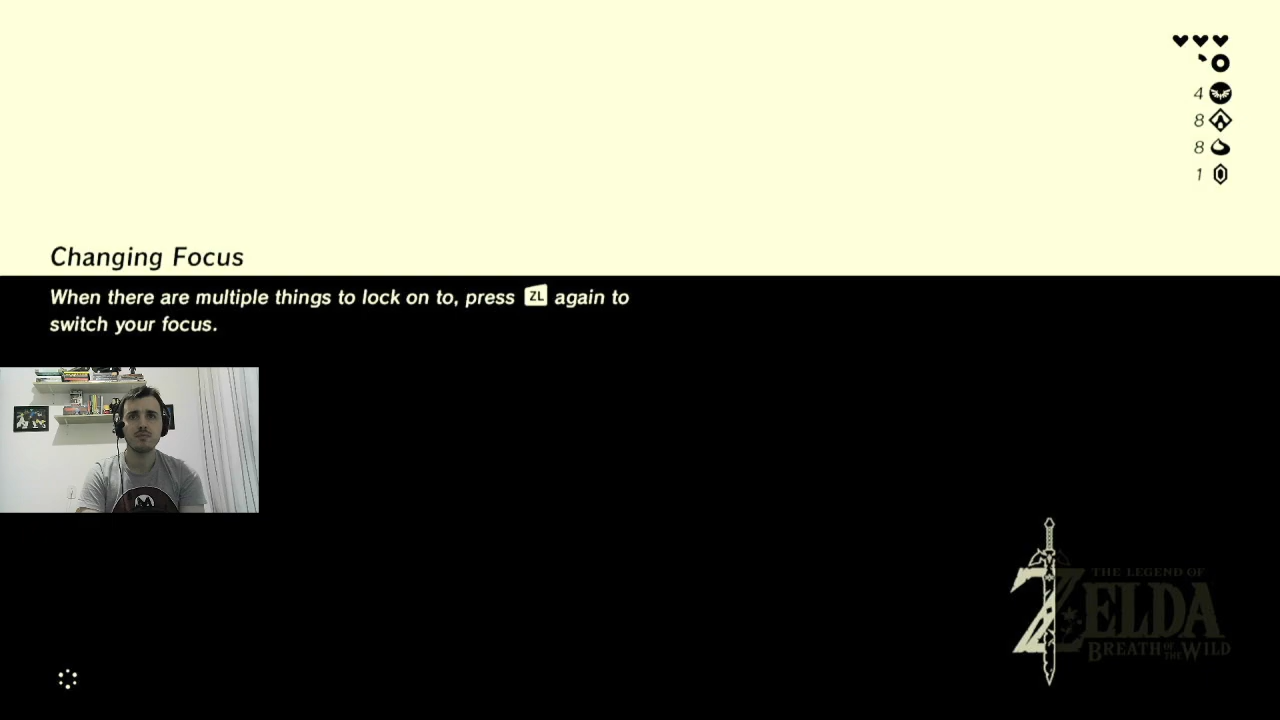 4
8
8
1
Changing Focus
When there are multiple things to lock on to, press ZL again to
switch your focus.
THE LEGEND OF
ZELDA
BREATH OF THE WILD